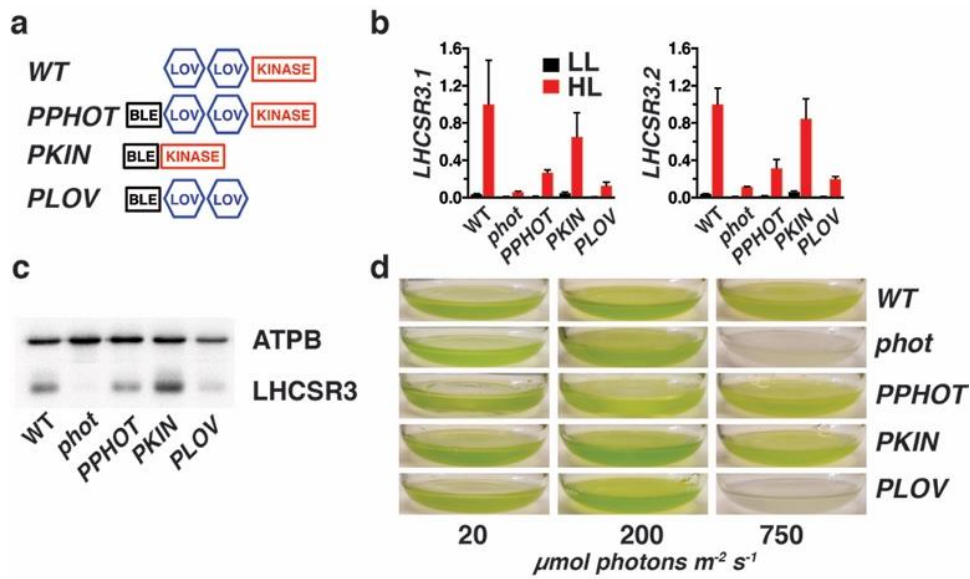 a
WT LOV LOV KINASE
PPHOT BLE LOV LOV KINASE
PKIN BLE KINASE
PLOV BLE LOV LOV
b
LHCSR3.1
1.6
1.2
0.8
0.4
0.0
LL
HL
WT phot PPHOT PKIN PLOV
LHCSR3.2
1.6
1.2
0.8
0.4
0.0
WT phot PPHOT PKIN PLOV
c
ATPB
LHCSR3
WT phot PPHOT PKIN PLOV
d
WT
phot
PPHOT
PKIN
PLOV
20 200 750
µmol photons m⁻² s⁻¹